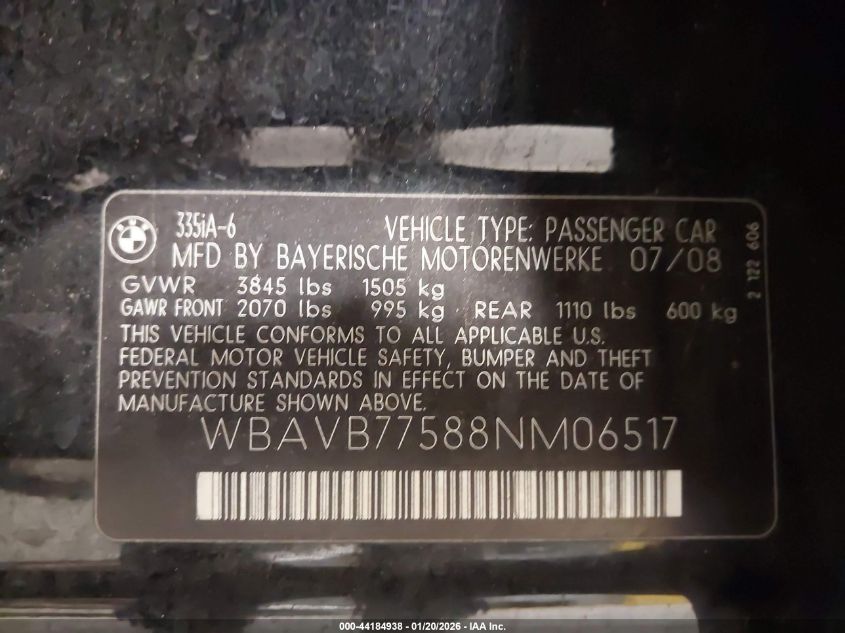 BMW
335iA-6 VEHICLE TYPE: PASSENGER CAR
MFD BY BAYERISCHE MOTORENWERKE 07/08
GVWR 3845 lbs 1505 kg
GAWR FRONT 2070 lbs 995 kg REAR 1110 lbs 600 kg
THIS VEHICLE CONFORMS TO ALL APPLICABLE U.S.
FEDERAL MOTOR VEHICLE SAFETY, BUMPER AND THEFT
PREVENTION STANDARDS IN EFFECT ON THE DATE OF
MANUFACTURE SHOWN ABOVE.
WBAVB77588NM06517
2 122 606
000-44184938 - 01/20/2026 - IAA Inc.